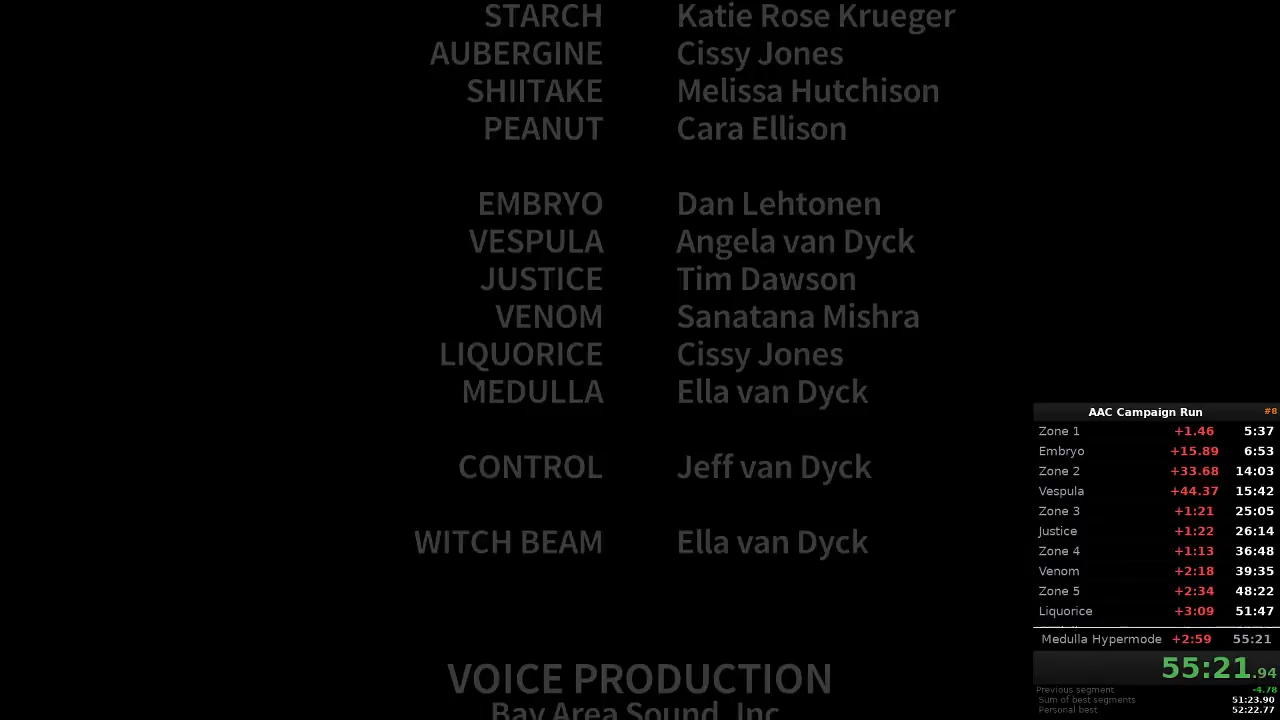 STARCH Katie Rose Krueger
AUBERGINE Cissy Jones
SHIITAKE Melissa Hutchison
PEANUT Cara Ellison
EMBRYO Dan Lehtonen
VESPULA Angela van Dyck
JUSTICE Tim Dawson
VENOM Sanatana Mishra
LIQUORICE Cissy Jones
MEDULLA Ella van Dyck
CONTROL Jeff van Dyck
WITCH BEAM Ella van Dyck
VOICE PRODUCTION
Bay Area Sound, Inc
AAC Campaign Run #8
Zone 1 +1.46 5:37
Embryo +15.89 6:53
Zone 2 +33.68 14:03
Vespula +44.37 15:42
Zone 3 +1:21 25:05
Justice +1:22 26:14
Zone 4 +1:13 36:48
Venom +2:18 39:35
Zone 5 +2:34 48:22
Liquorice +3:09 51:47
Medulla Hypermode +2:59 55:21
55:21.94
Previous segment -4.78
Sum of best segments 51:23.90
Personal best 52:22.77